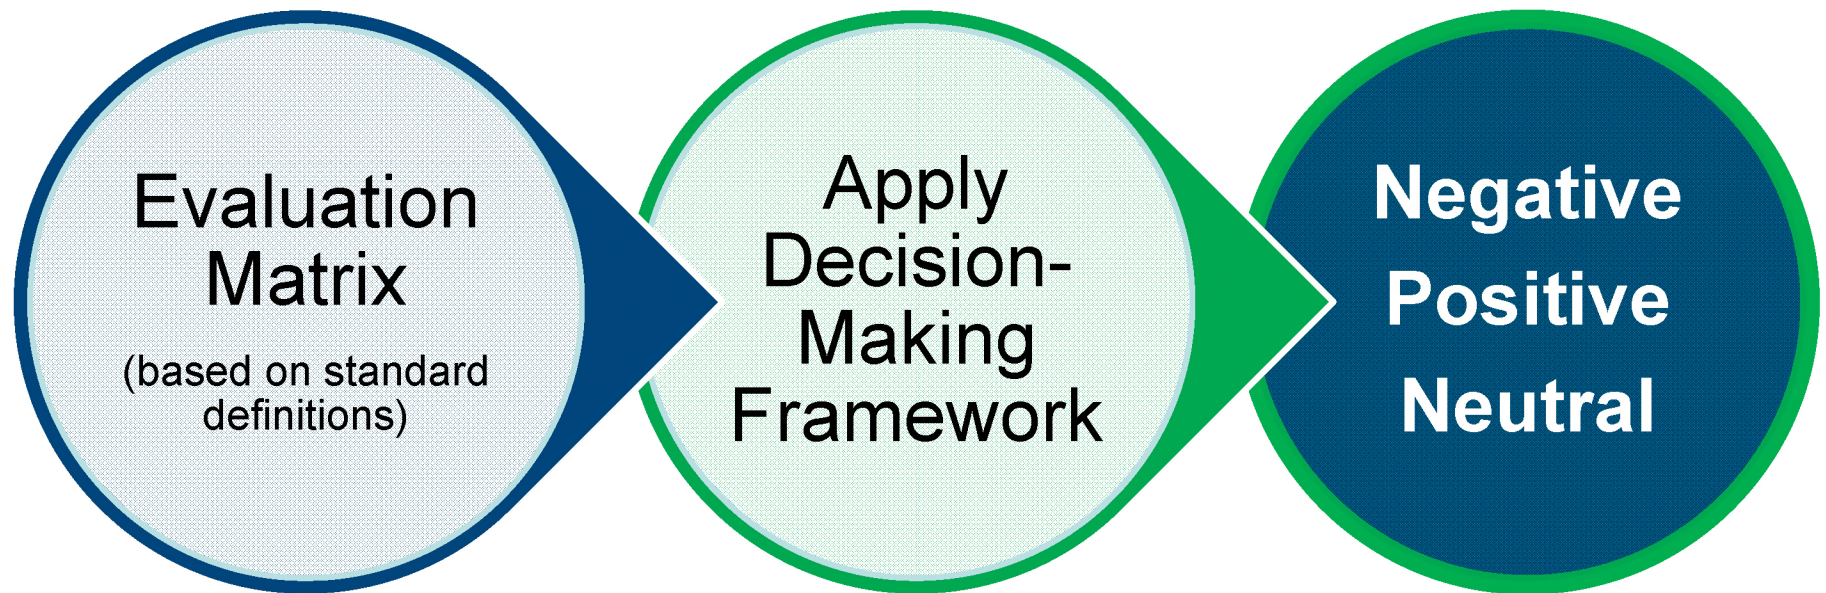 Evaluation
Matrix
(based on standard
definitions)
Apply
Decision-
Making
Framework
Negative
Positive
Neutral